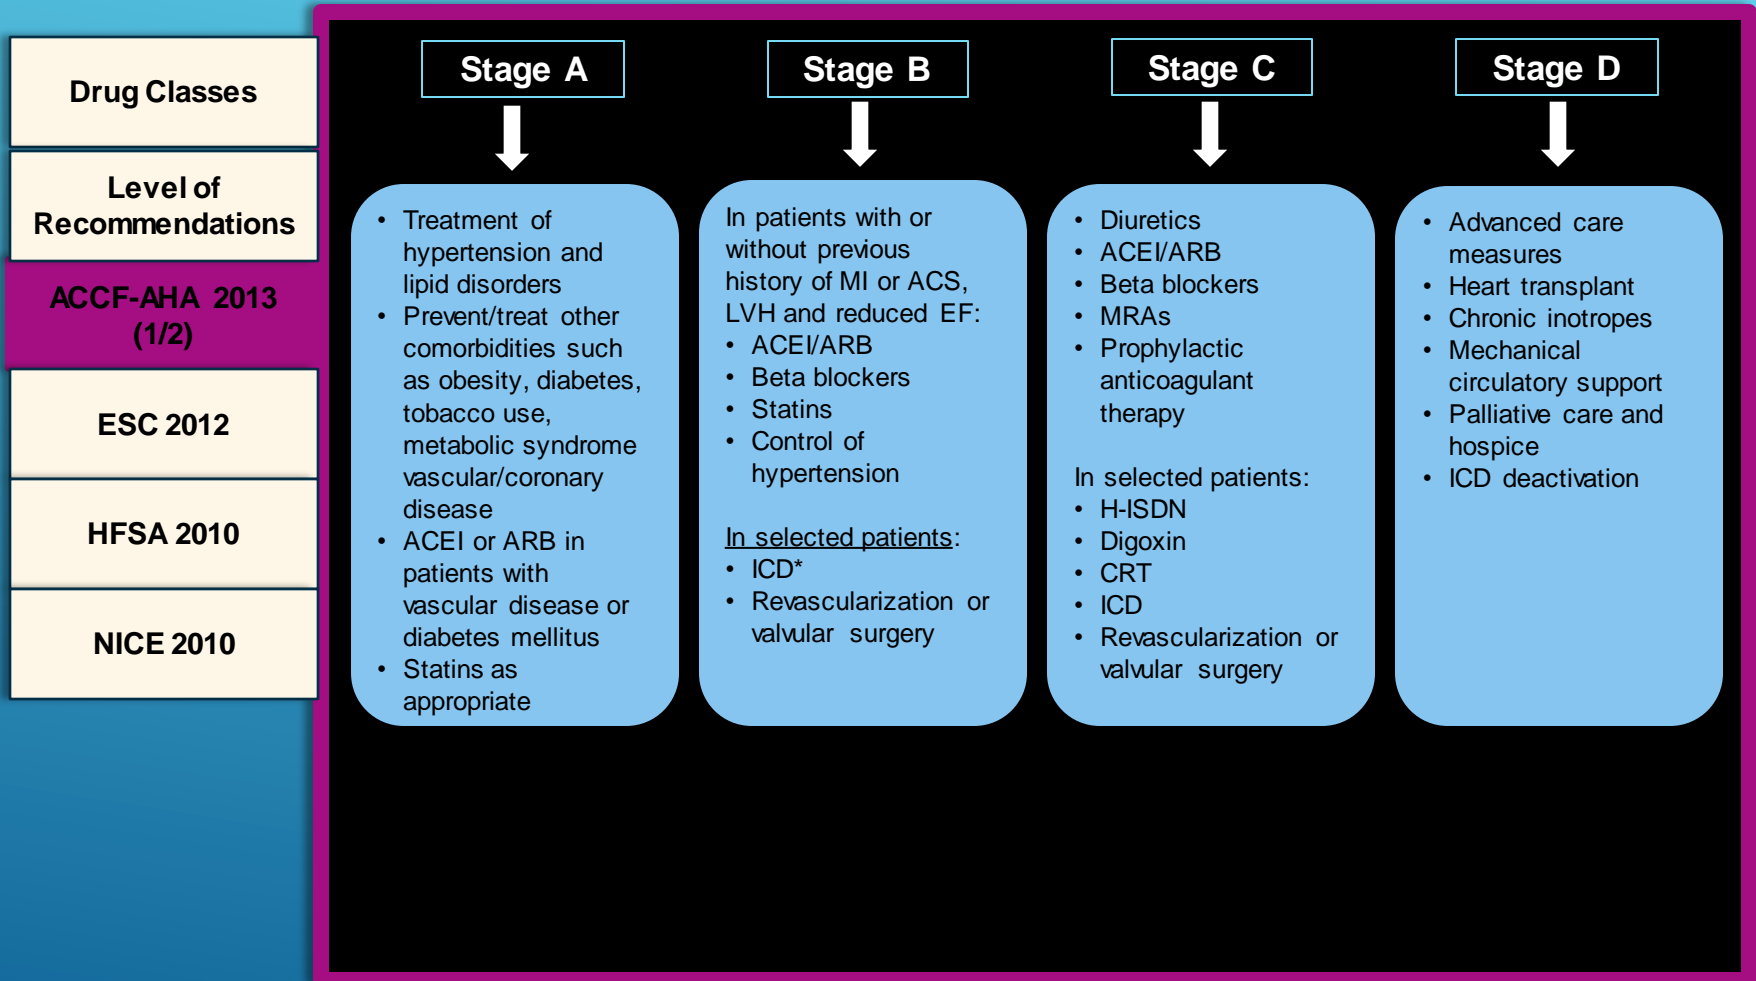 Drug Classes
Level of
Recommendations
ACCF-AHA 2013
(1/2)
ESC 2012
HFSA 2010
NICE 2010
Stage A
• Treatment of
hypertension and
lipid disorders
• Prevent/treat other
comorbidities such
as obesity, diabetes,
tobacco use,
metabolic syndrome
vascular/coronary
disease
• ACEI or ARB in
patients with
vascular disease or
diabetes mellitus
• Statins as
appropriate
Stage B
In patients with or
without previous
history of MI or ACS,
LVH and reduced EF:
• ACEI/ARB
• Beta blockers
• Statins
• Control of
hypertension
In selected patients:
• ICD*
• Revascularization or
valvular surgery
Stage C
• Diuretics
• ACEI/ARB
• Beta blockers
• MRAs
• Prophylactic
anticoagulant
therapy
In selected patients:
• H-ISDN
• Digoxin
• CRT
• ICD
• Revascularization or
valvular surgery
Stage D
• Advanced care
measures
• Heart transplant
• Chronic inotropes
• Mechanical
circulatory support
• Palliative care and
hospice
• ICD deactivation